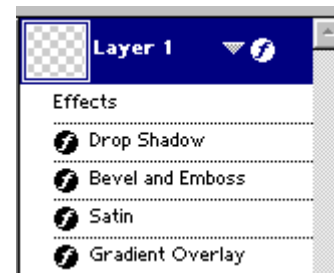 Layer 1
Effects
Drop Shadow
Bevel and Emboss
Satin
Gradient Overlay